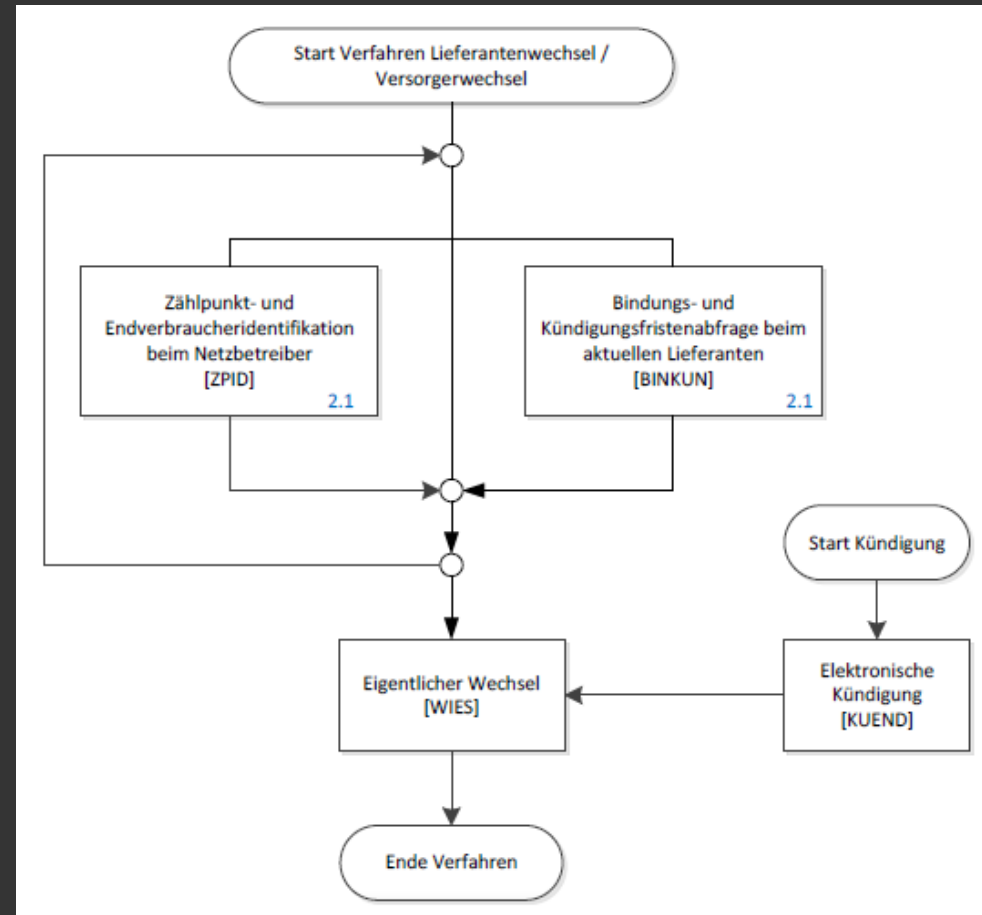 Start Verfahren Lieferantenwechsel /
Versorgerwechsel
Zählpunkt- und
Endverbraucheridentifikation
beim Netzbetreiber
[ZPID]
2.1
Bindungs- und
Kündigungsfristenabfrage beim
aktuellen Lieferanten
[BINKUN]
2.1
Start Kündigung
Eigentlicher Wechsel
[WIES]
Elektronische
Kündigung
[KUEND]
Ende Verfahren